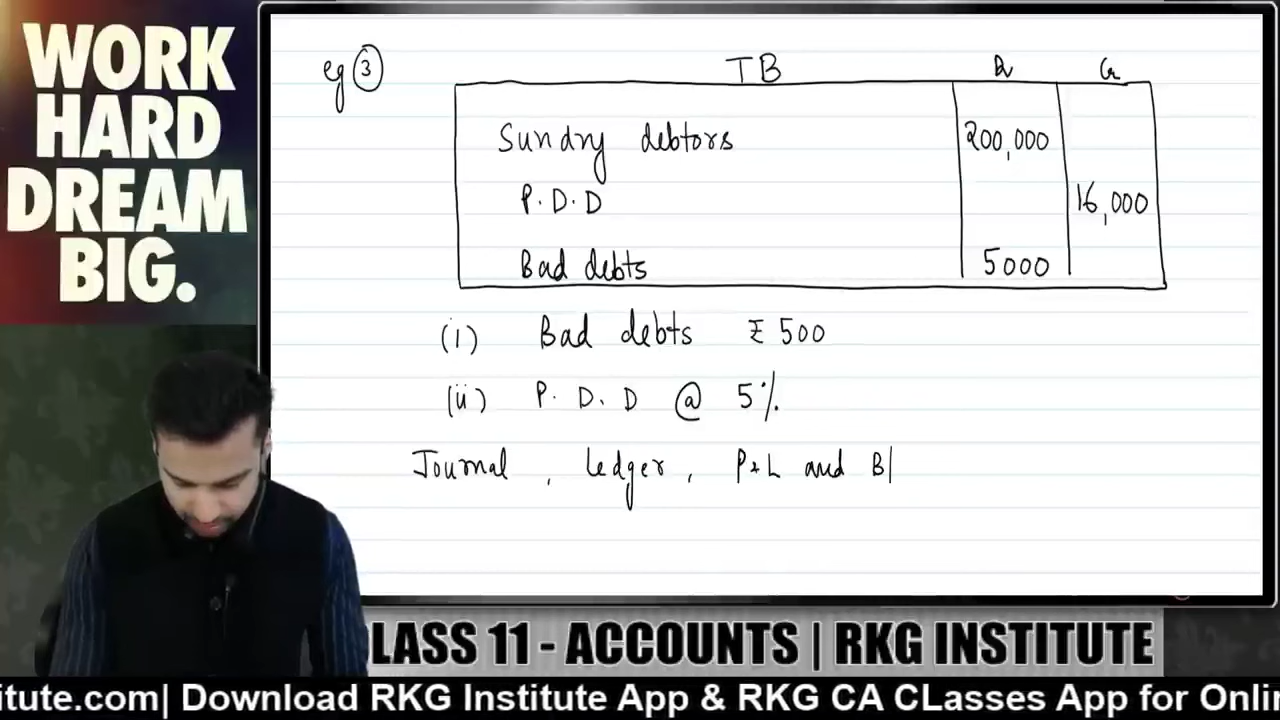 WORK
HARD
DREAM
BIG.
eg ③
TB Dr Cr
Sundry debtors 200,000
P.D.D 16,000
Bad debts 5000
(i) Bad debts ₹ 500
(ii) P. D. D @ 5%
Journal, ledger, P+L and B/
LASS 11 - ACCOUNTS | RKG INSTITUTE
itute.com| Download RKG Institute App & RKG CA CLasses App for Onli